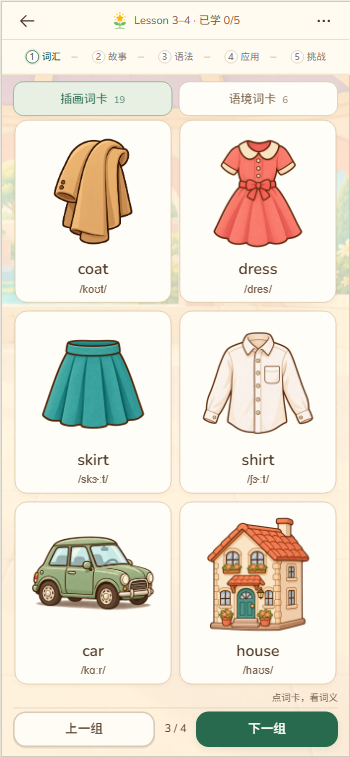 Lesson 3–4 · 已学 0/5
1 词汇 – 2 故事 – 3 语法 – 4 应用 – 5 挑战
插画词卡 19 语境词卡 6
coat dress
/koʊt/ /dres/
skirt shirt
/skɝːt/ /ʃɝːt/
car house
/kɑːr/ /haʊs/
点词卡，看词义
上一组 3 / 4 下一组